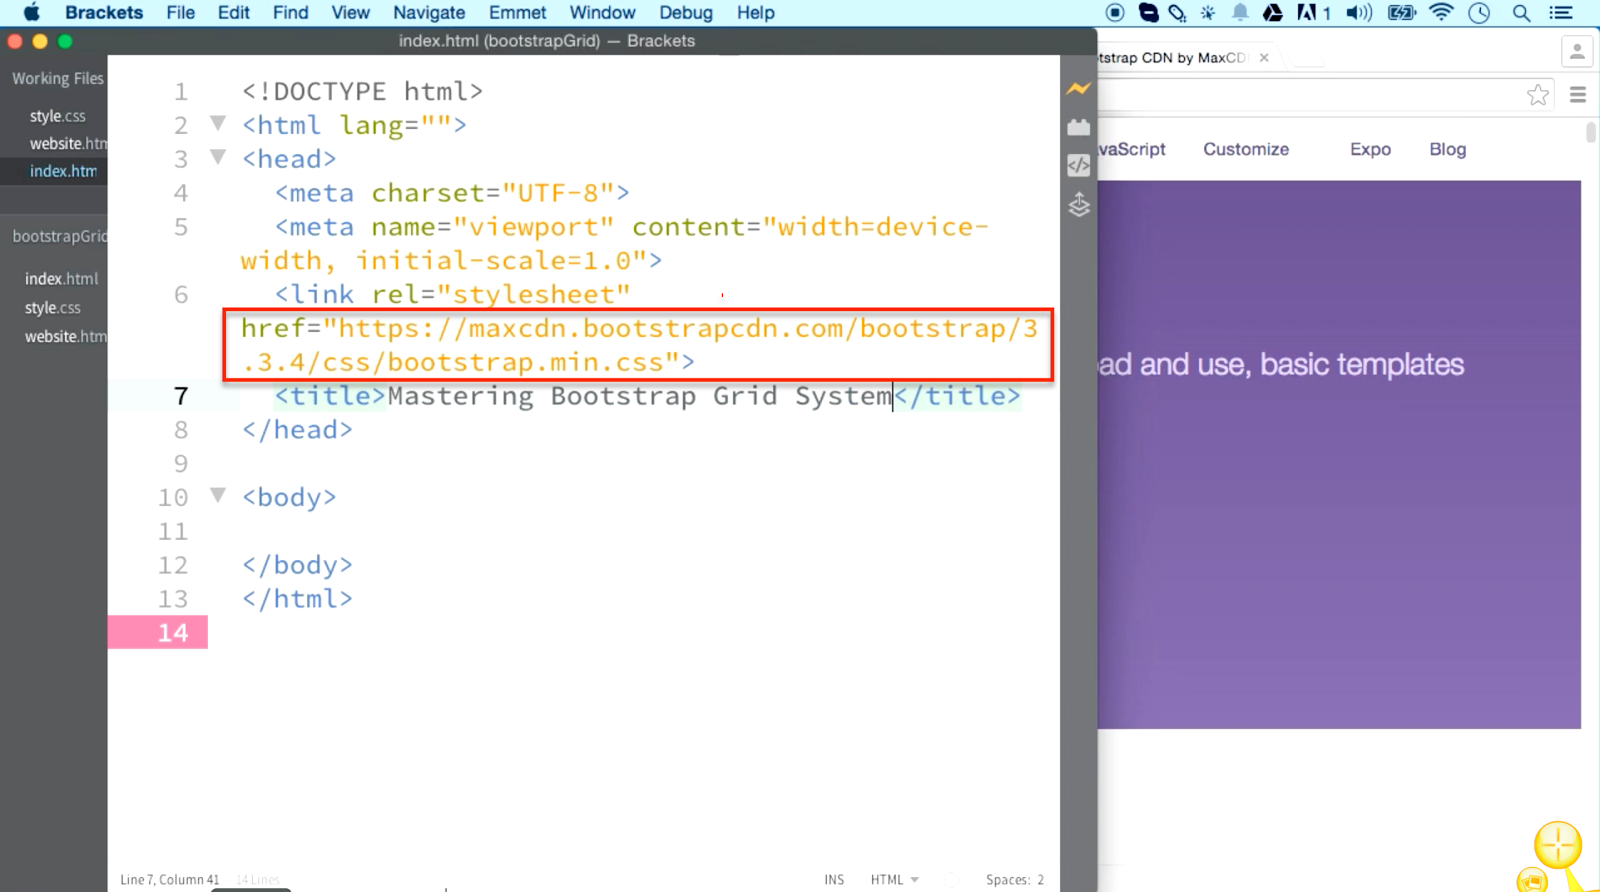 Brackets File Edit Find View Navigate Emmet Window Debug Help 1
index.html (bootstrapGrid) — Brackets
Working Files
style.css
website.htm
index.htm
bootstrapGrid
index.html
style.css
website.htm
1 <!DOCTYPE html>
2 <html lang="">
3 <head>
4 <meta charset="UTF-8">
5 <meta name="viewport" content="width=device-
width, initial-scale=1.0">
6 <link rel="stylesheet"
href="https://maxcdn.bootstrapcdn.com/bootstrap/3
.3.4/css/bootstrap.min.css">
7 <title>Mastering Bootstrap Grid System</title>
8 </head>
9
10 <body>
11
12 </body>
13 </html>
14
Line 7, Column 41 14 Lines INS HTML Spaces: 2
tstrap CDN by MaxCD
vaScript Customize Expo Blog
ad and use, basic templates